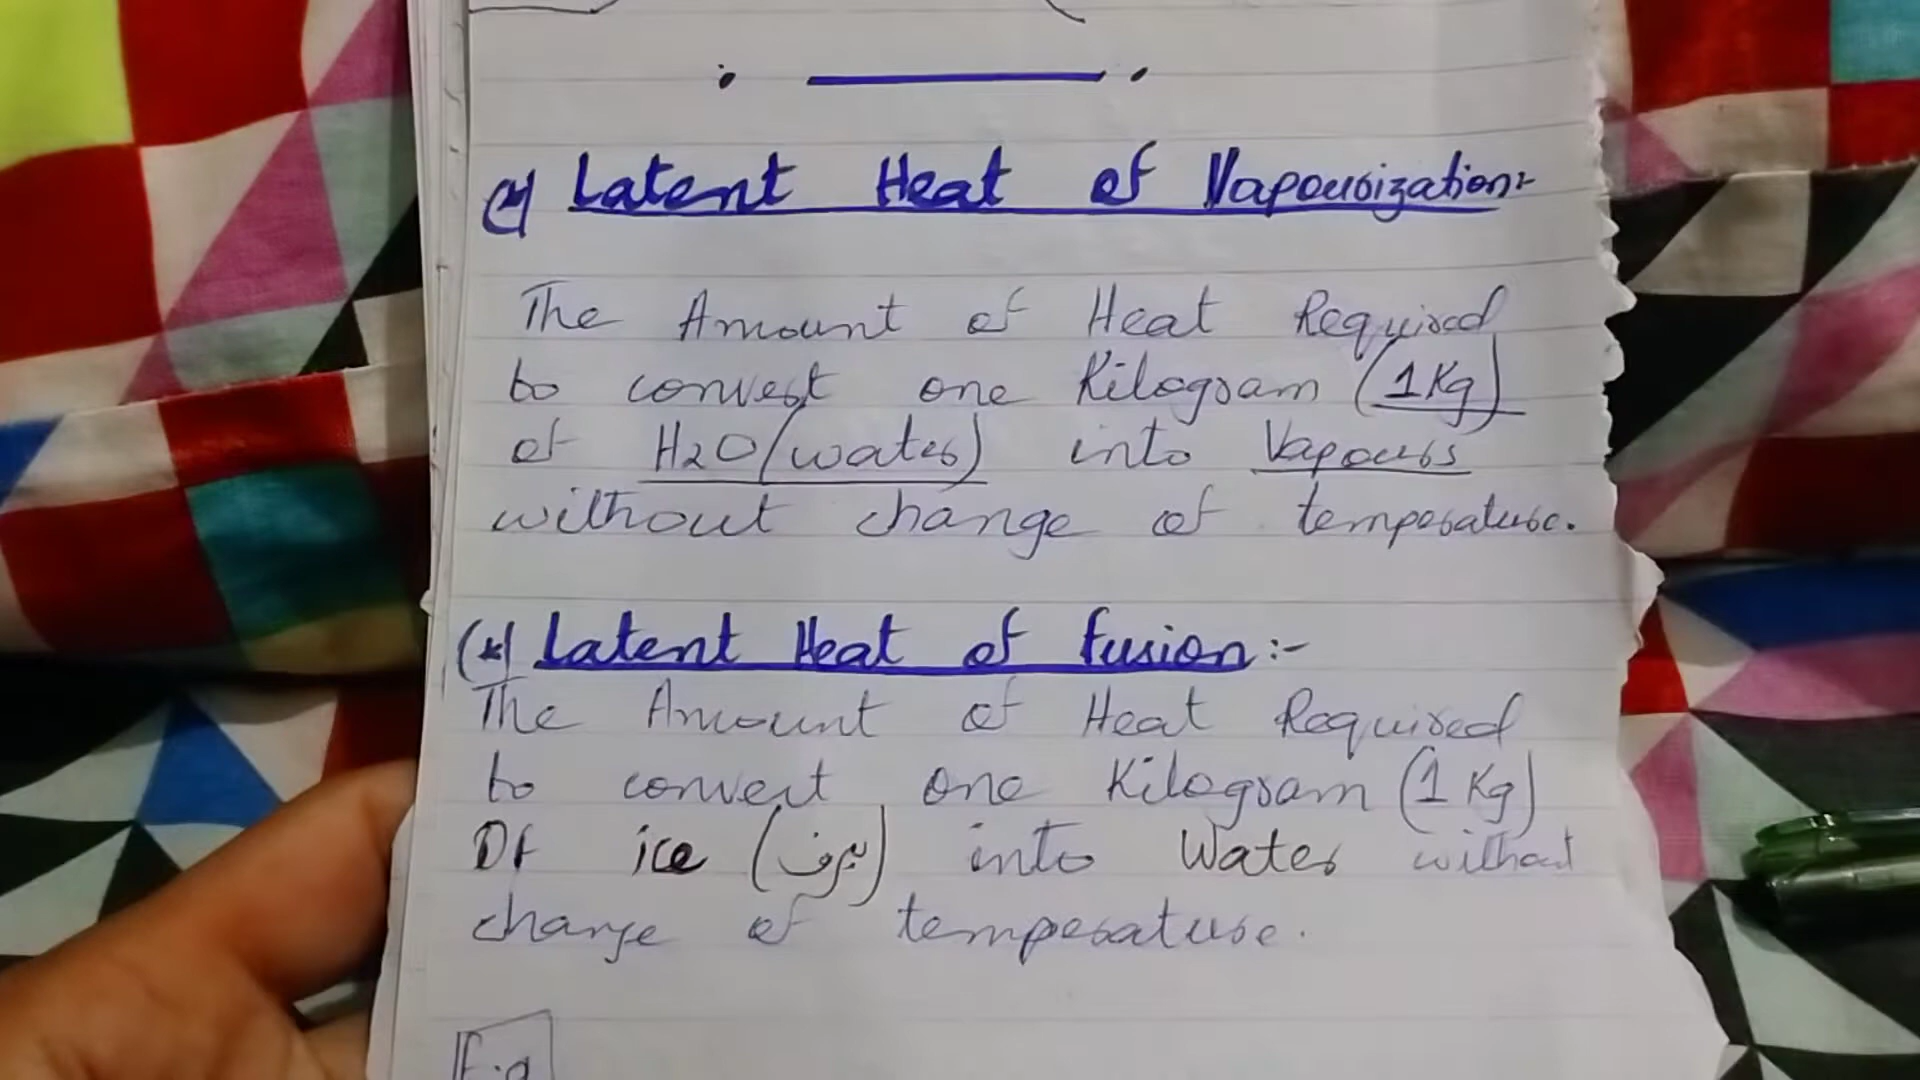 (*) Latent Heat of Vapourization:-
The Amount of Heat Required
to convert one Kilogram (1Kg)
of H2O (water) into Vapours
without change of temperature.
(*) Latent Heat of fusion:-
The Amount of Heat Required
to convert one Kilogram (1 Kg)
Of ice (برف) into Water without
change of temperature.